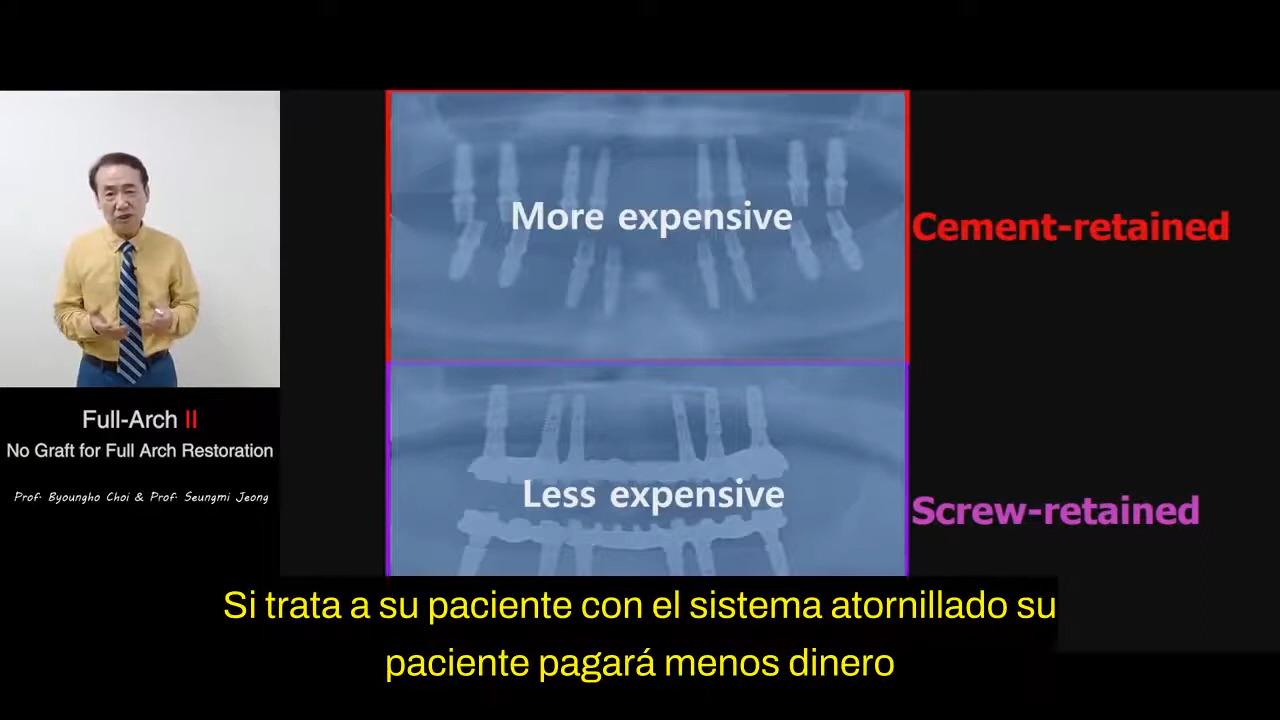 More expensive
Cement-retained
Full-Arch II
No Graft for Full Arch Restoration
Prof. Byoungho Choi & Prof. Seungmi Jeong
Less expensive
Screw-retained
Si trata a su paciente con el sistema atornillado su
paciente pagará menos dinero